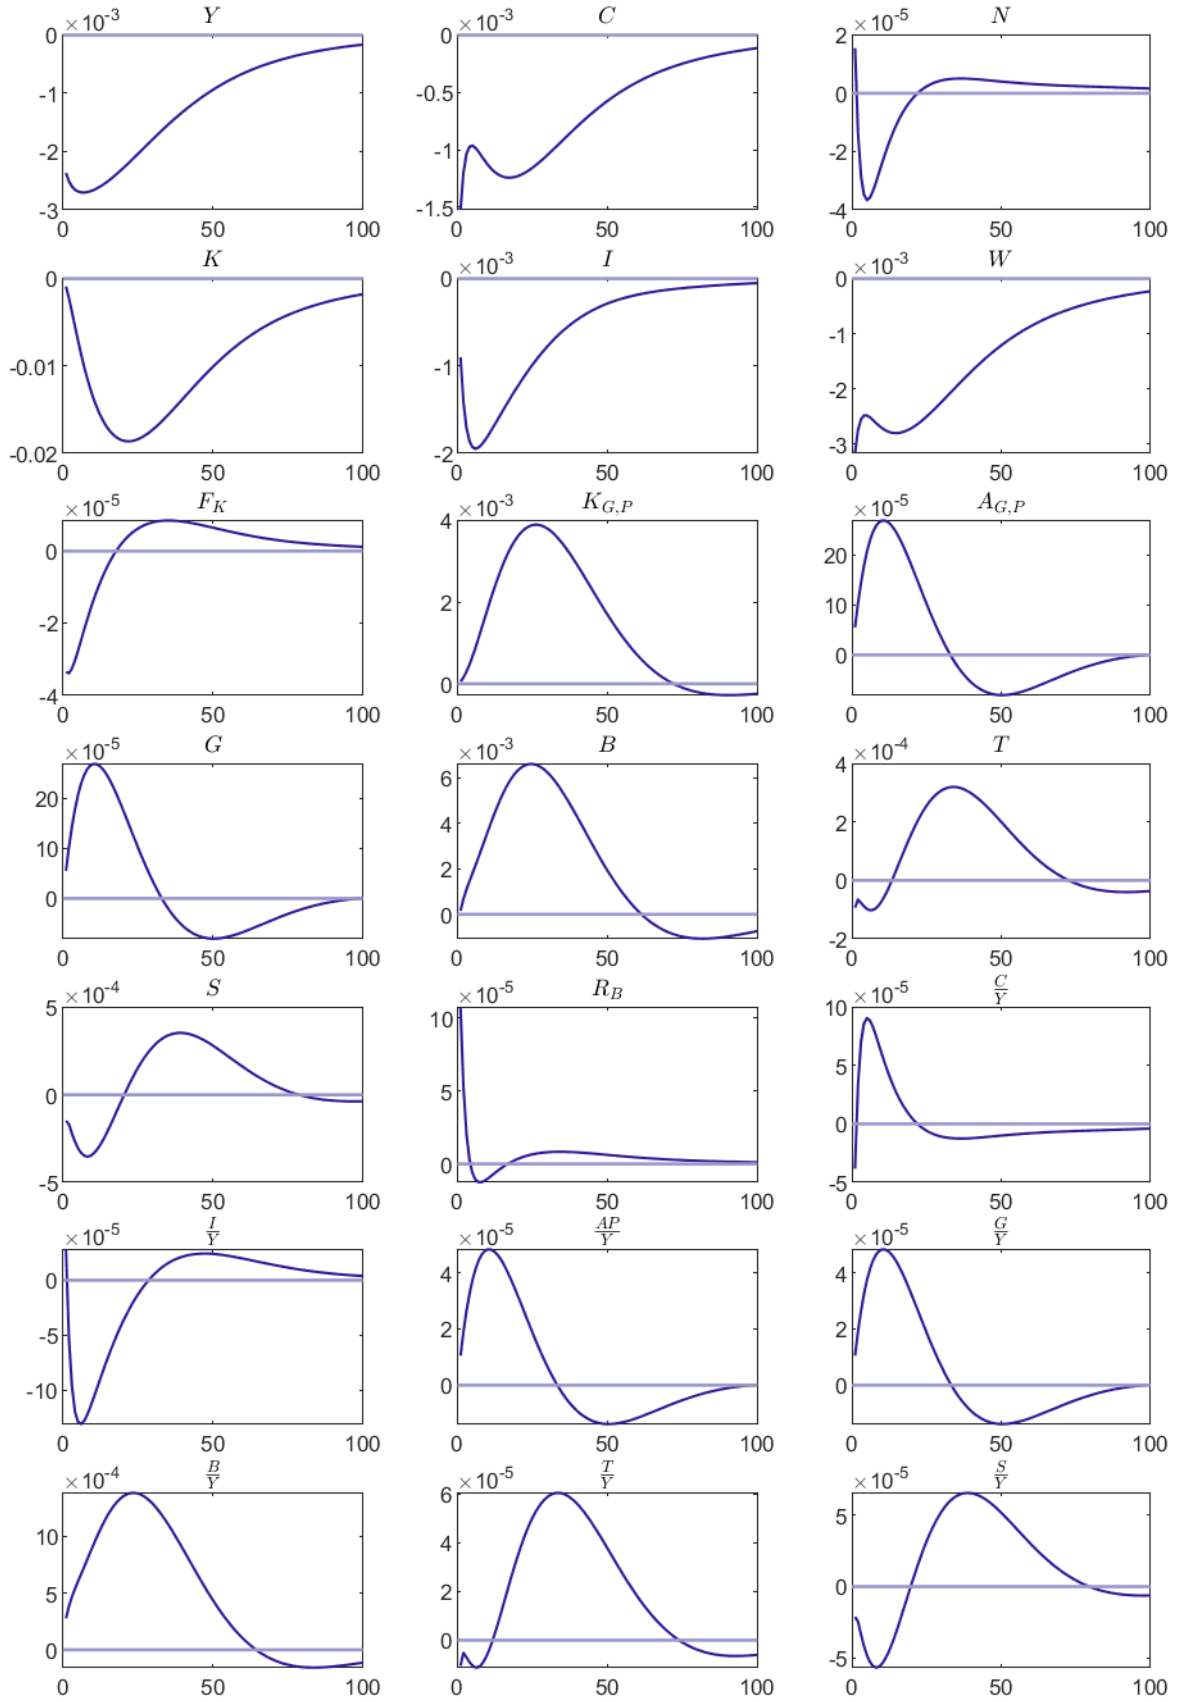 Y C N
×10-3 ×10-3 ×10-5
0 0 2
-1 -0.5 0
-2 -1 -2
-3 -1.5 -4
0 50 100 0 50 100 0 50 100
K I W
×10-3 ×10-3
0 0 0
-0.01 -1 -1
-2
-0.02 -2 -3
0 50 100 0 50 100 0 50 100
F_K K_{G,P} A_{G,P}
×10-5 ×10-3 ×10-5
0 4 20
-2 2 10
-4 0 0
0 50 100 0 50 100 0 50 100
G B T
×10-5 ×10-3 ×10-4
20 6 4
10 4 2
0 2 0
0 -2
0 50 100 0 50 100 0 50 100
S R_B C/Y
×10-4 ×10-5 ×10-5
5 10 10
0 5 5
-5 0 0
-5
0 50 100 0 50 100 0 50 100
I/Y AP/Y G/Y
×10-5 ×10-5 ×10-5
0 4 4
-5 2 2
-10 0 0
0 50 100 0 50 100 0 50 100
B/Y T/Y S/Y
×10-4 ×10-5 ×10-5
10 6 5
5 4 0
0 2 -5
0
0 50 100 0 50 100 0 50 100